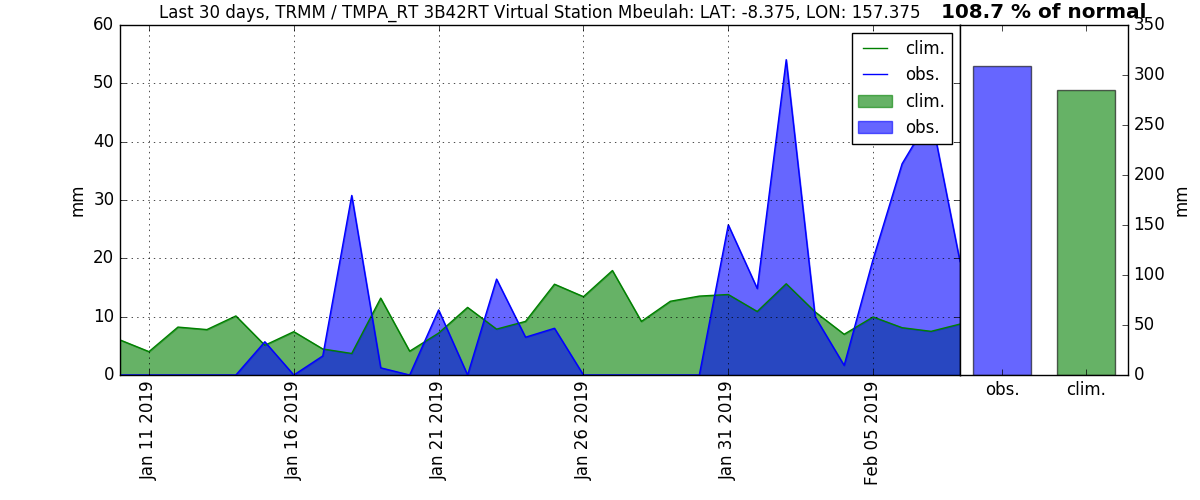 Last 30 days, TRMM / TMPA_RT 3B42RT Virtual Station Mbeulah: LAT: -8.375, LON: 157.375
108.7 % of normal
60
50
40
30
20
10
0
mm
clim.
obs.
clim.
obs.
Jan 11 2019
Jan 16 2019
Jan 21 2019
Jan 26 2019
Jan 31 2019
Feb 05 2019
350
300
250
200
150
100
50
0
mm
obs.
clim.